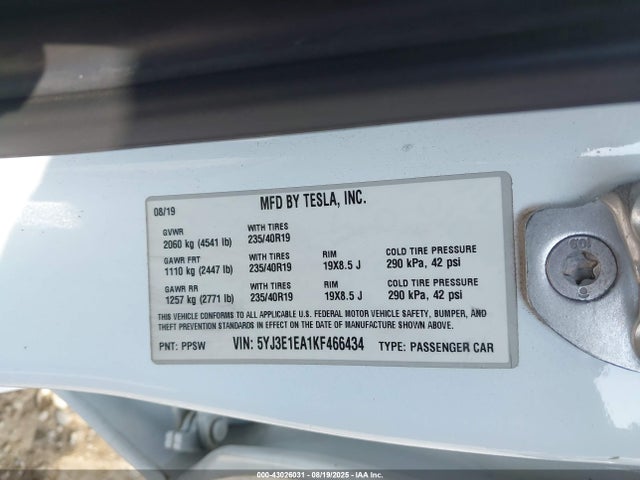 08/19 MFD BY TESLA, INC.
GVWR WITH TIRES
2060 kg (4541 lb) 235/40R19
GAWR FRT WITH TIRES RIM COLD TIRE PRESSURE
1110 kg (2447 lb) 235/40R19 19X8.5 J 290 kPa, 42 psi
GAWR RR WITH TIRES RIM COLD TIRE PRESSURE
1257 kg (2771 lb) 235/40R19 19X8.5 J 290 kPa, 42 psi
THIS VEHICLE CONFORMS TO ALL APPLICABLE U.S. FEDERAL MOTOR VEHICLE SAFETY, BUMPER, AND THEFT
PREVENTION STANDARDS IN EFFECT ON THE DATE OF MANUFACTURE SHOWN ABOVE.
PNT: PPSW VIN: 5YJ3E1EA1KF466434 TYPE: PASSENGER CAR
©00-43026031 - 08/19/2025 - IAA Inc.